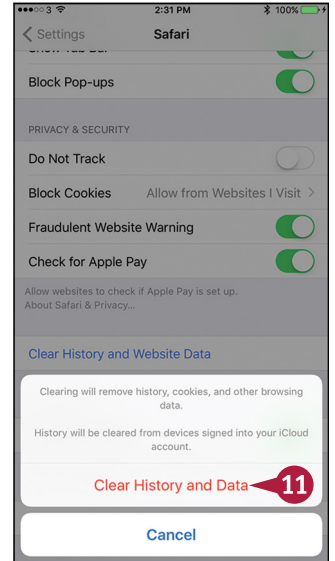 3 2:31 PM 100%
Settings Safari
Show Tab Bar
Block Pop-ups
PRIVACY & SECURITY
Do Not Track
Block Cookies Allow from Websites I Visit
Fraudulent Website Warning
Check for Apple Pay
Allow websites to check if Apple Pay is set up.
About Safari & Privacy...
Clear History and Website Data
Clearing will remove history, cookies, and other browsing
data.
History will be cleared from devices signed into your iCloud
account.
Clear History and Data 11
Cancel